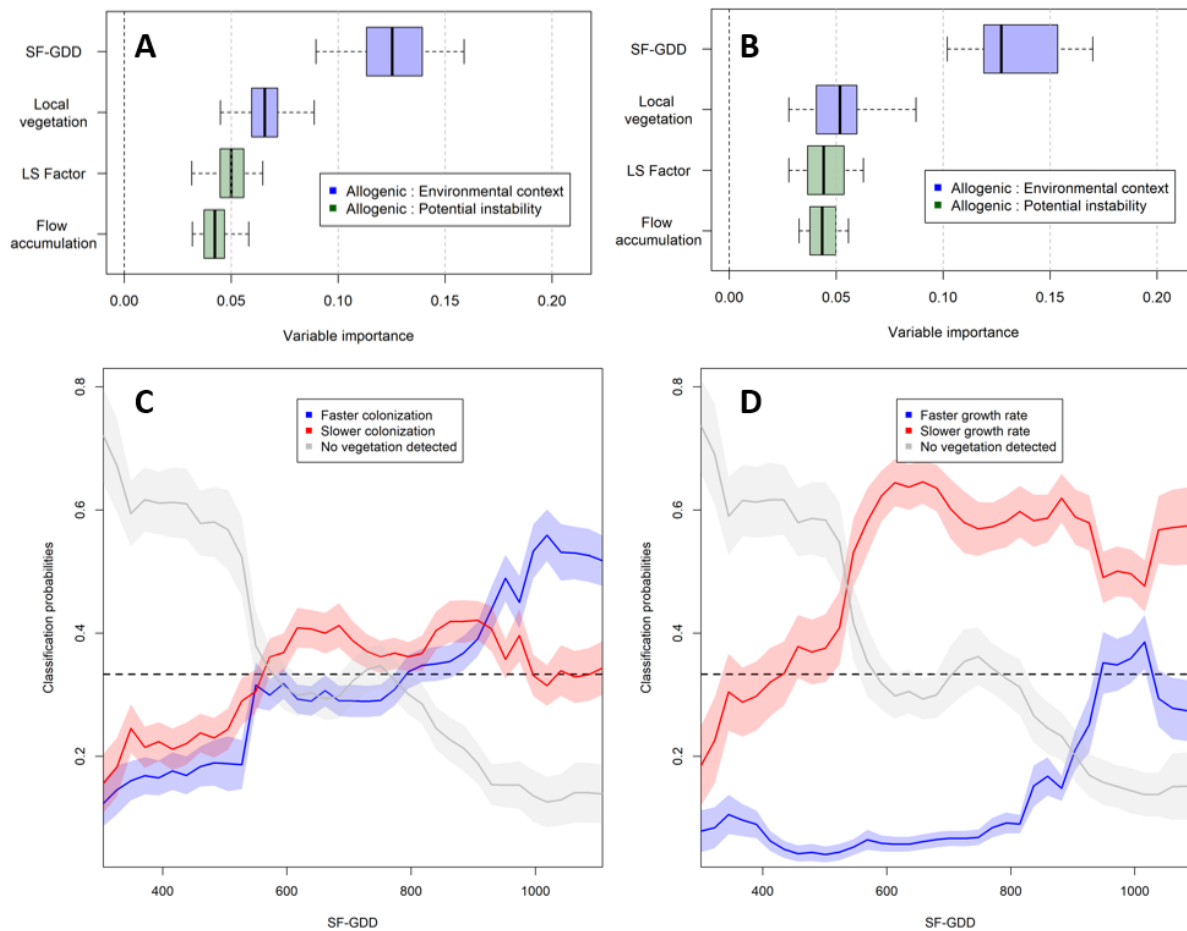 A
SF-GDD
Local
vegetation
LS Factor
Flow
accumulation
Allogenic : Environmental context
Allogenic : Potential instability
0.00 0.05 0.10 0.15 0.20
Variable importance
B
SF-GDD
Local
vegetation
LS Factor
Flow
accumulation
Allogenic : Environmental context
Allogenic : Potential instability
0.00 0.05 0.10 0.15 0.20
Variable importance
C
Faster colonization
Slower colonization
No vegetation detected
Classification probabilities
0.8
0.6
0.4
0.2
400 600 800 1000
SF-GDD
D
Faster growth rate
Slower growth rate
No vegetation detected
Classification probabilities
0.8
0.6
0.4
0.2
400 600 800 1000
SF-GDD